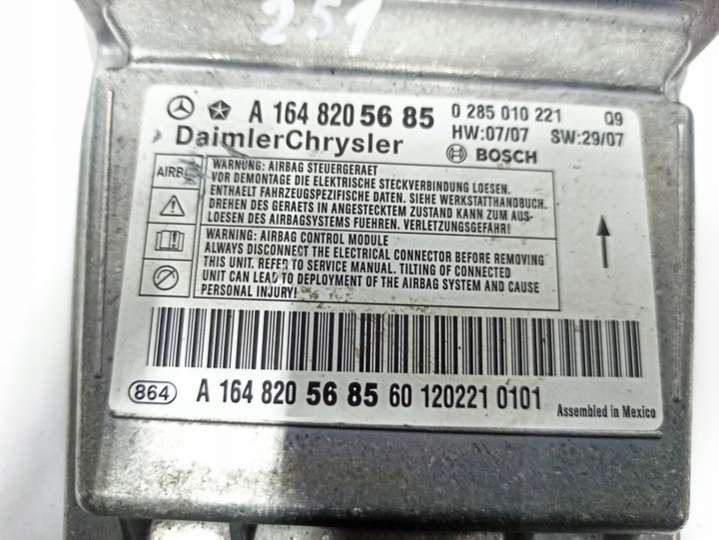 251
A 164 820 56 85
0 285 010 221 Q9
DaimlerChrysler
HW:07/07 SW:29/07
BOSCH
AIRB
WARNUNG: AIRBAG STEUERGERAET
VOR DEMONTAGE DIE ELEKTRISCHE STECKVERBINDUNG LOESEN.
ENTHAELT FAHRZEUGSPEZIFISCHE DATEN. SIEHE WERKSTATTHANDBUCH.
DREHEN DES GERAETS IN ANGESTECKTEM ZUSTAND KANN ZUM AUS-
LOESEN DES AIRBAGSYSTEMS FUEHREN. VERLETZUNGSGEFAHR!
WARNING: AIRBAG CONTROL MODULE
ALWAYS DISCONNECT THE ELECTRICAL CONNECTOR BEFORE REMOVING
THIS UNIT. REFER TO SERVICE MANUAL. TILTING OF CONNECTED
UNIT CAN LEAD TO DEPLOYMENT OF THE AIRBAG SYSTEM AND CAUSE
PERSONAL INJURY!
864
A 164 820 56 85 60 120221 0101
Assembled in Mexico